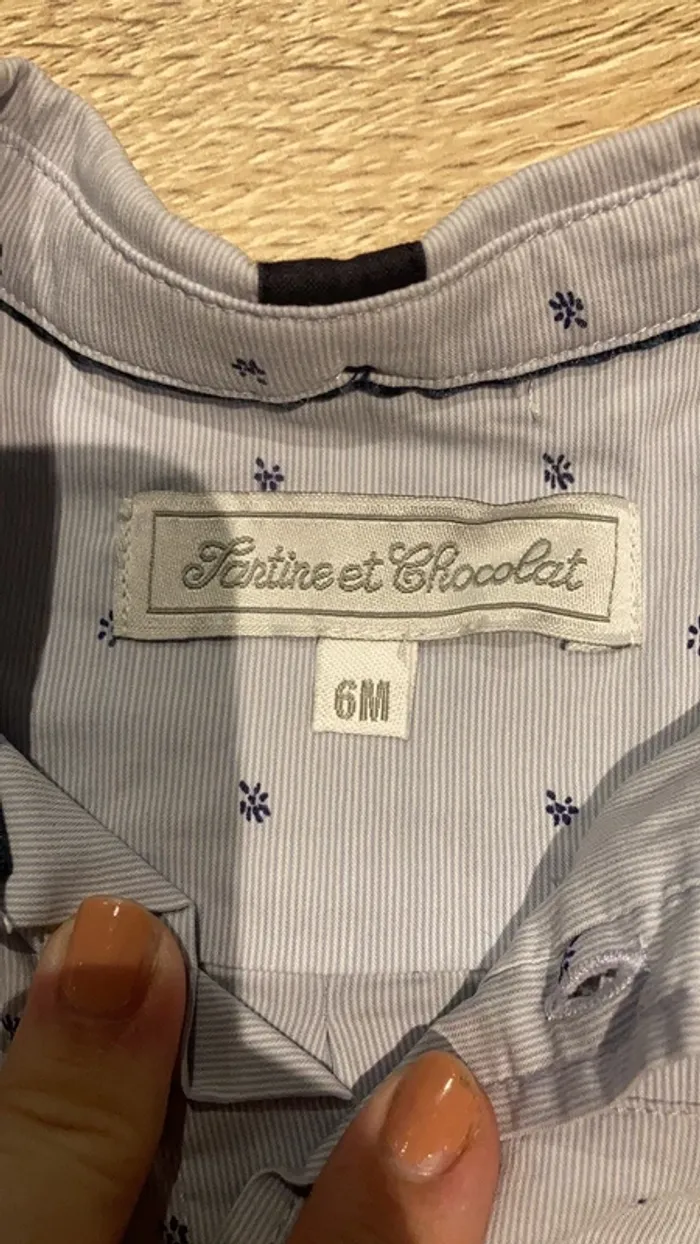 Tartine et Chocolat
6M